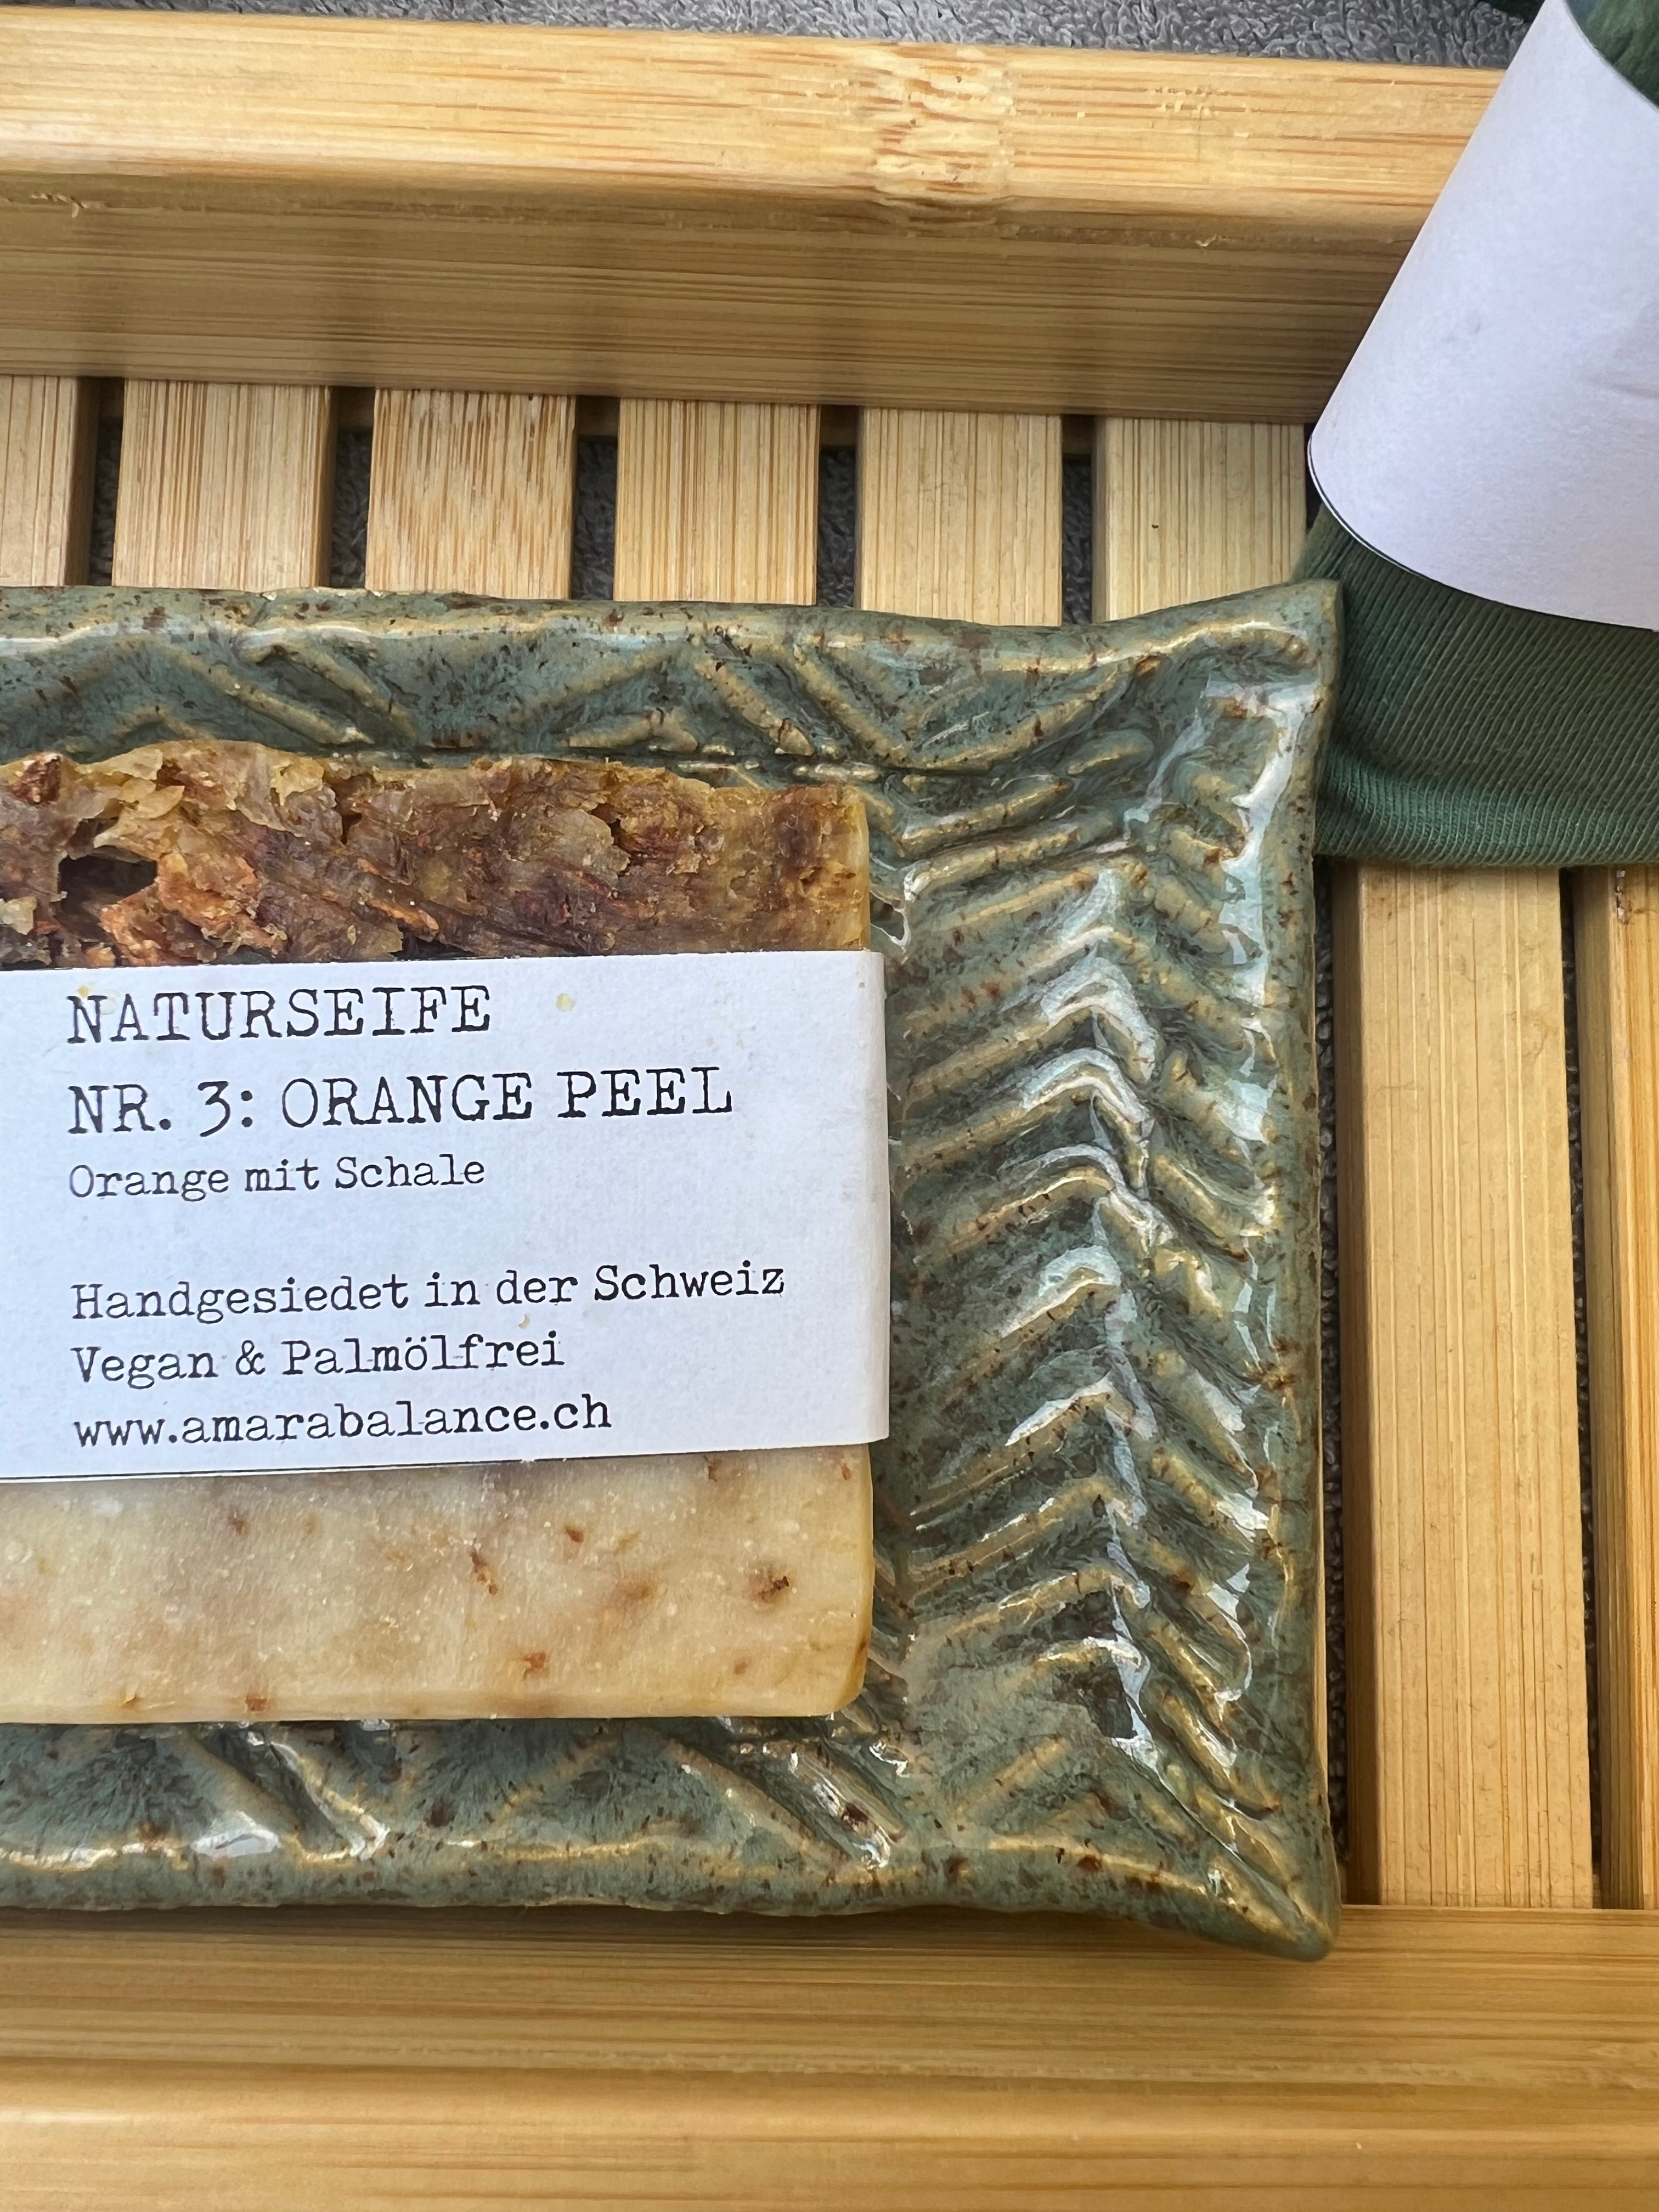 NATURSEIFE
NR. 3: ORANGE PEEL
Orange mit Schale
Handgesiedet in der Schweiz
Vegan & Palmölfrei
www.amarabalance.ch